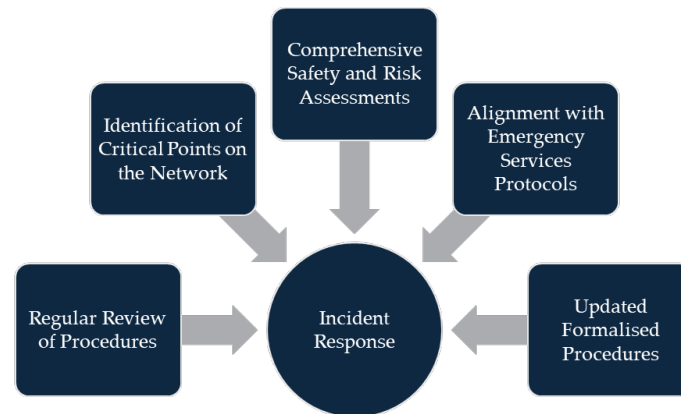 Comprehensive
Safety and Risk
Assessments
Identification of
Critical Points on
the Network
Alignment with
Emergency
Services
Protocols
Regular Review
of Procedures
Incident
Response
Updated
Formalised
Procedures